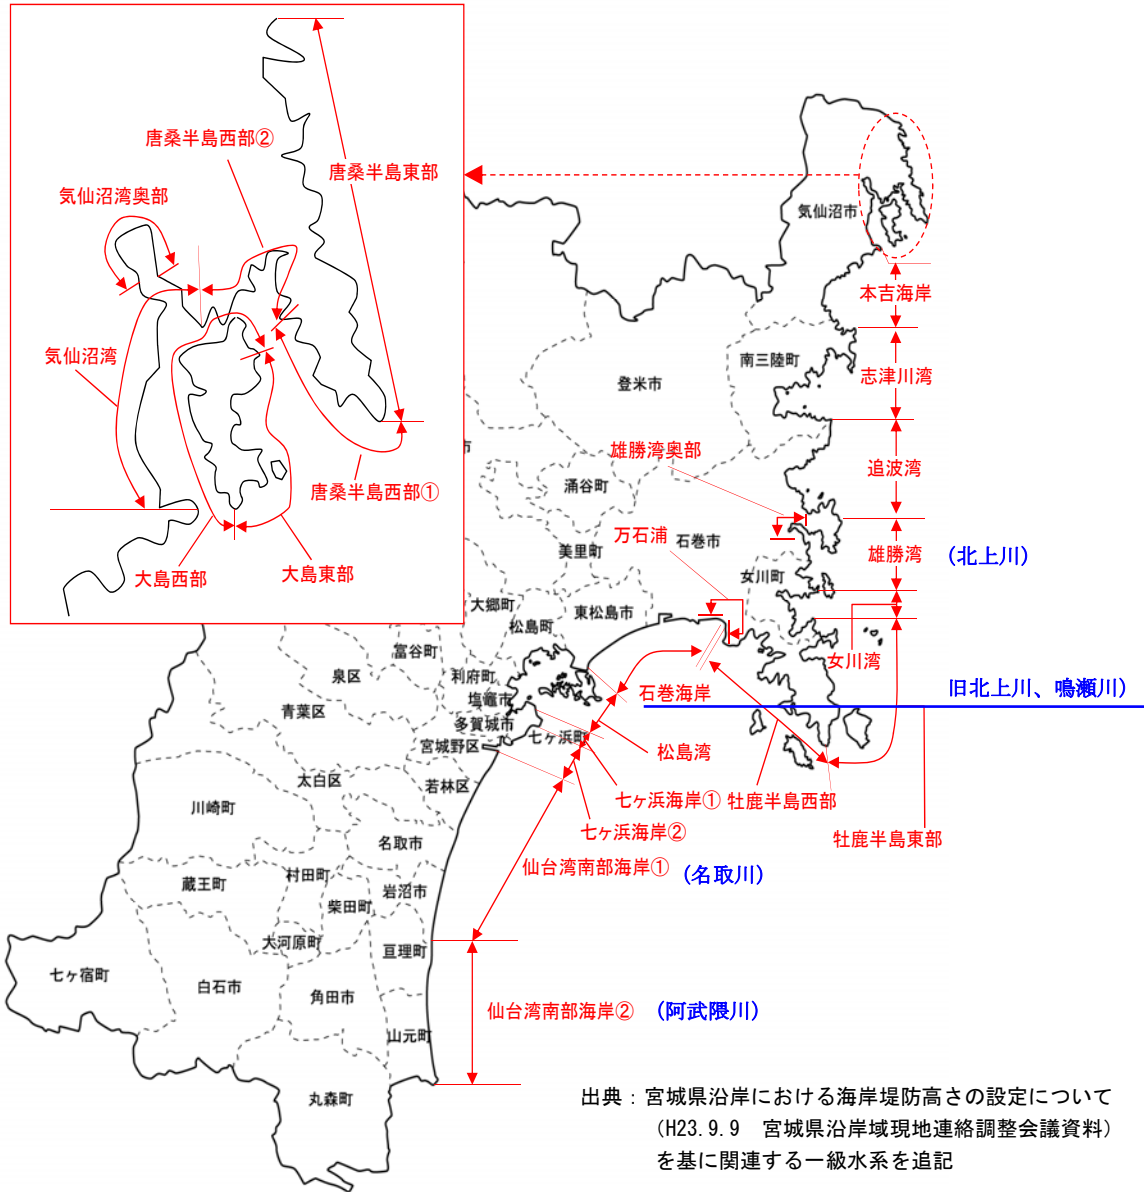 唐桑半島西部②
唐桑半島東部
気仙沼湾奥部
気仙沼湾
唐桑半島西部①
大島西部
大島東部
気仙沼市
本吉海岸
南三陸町
志津川湾
登米市
市
雄勝湾奥部
追波湾
涌谷町
万石浦
石巻市
美里町
雄勝湾
(北上川)
女川町
大郷町
東松島市
松島町
富谷町
女川湾
泉区
利府町
塩竈市
石巻海岸
旧北上川、鳴瀬川)
青葉区
多賀城市
七ヶ浜町
宮城野区
松島湾
太白区
若林区
七ヶ浜海岸①
牡鹿半島西部
川崎町
七ヶ浜海岸②
牡鹿半島東部
名取市
仙台湾南部海岸①
(名取川)
村田町
蔵王町
岩沼市
柴田町
大河原町
亘理町
七ヶ宿町
白石市
角田市
仙台湾南部海岸②
(阿武隈川)
山元町
丸森町
出典：宮城県沿岸における海岸堤防高さの設定について
(H23.9.9　宮城県沿岸域現地連絡調整会議資料)
を基に関連する一級水系を追記